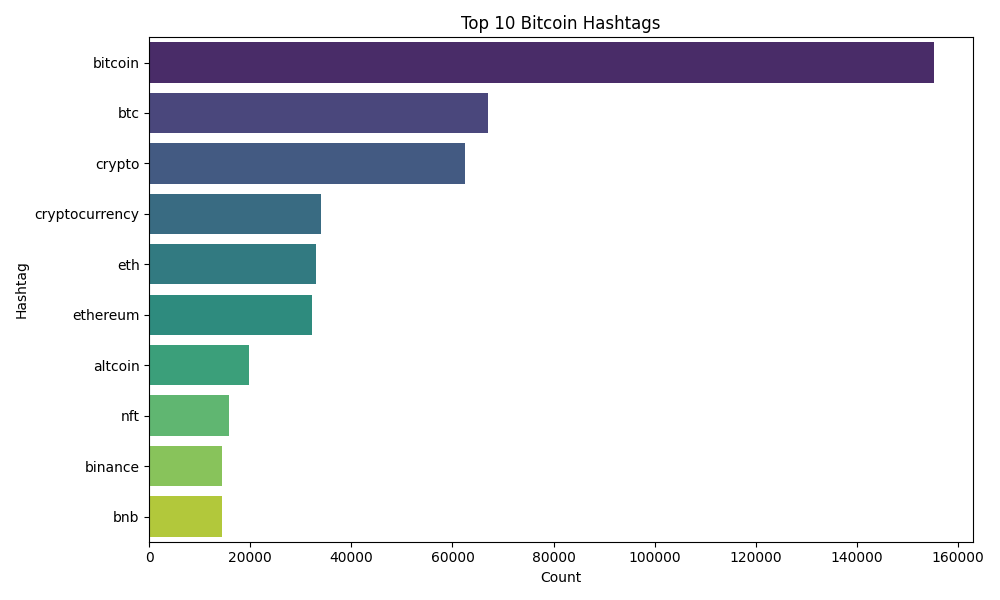 Top 10 Bitcoin Hashtags
bitcoin
btc
crypto
cryptocurrency
eth
ethereum
altcoin
nft
binance
bnb
Hashtag
0 20000 40000 60000 80000 100000 120000 140000 160000
Count